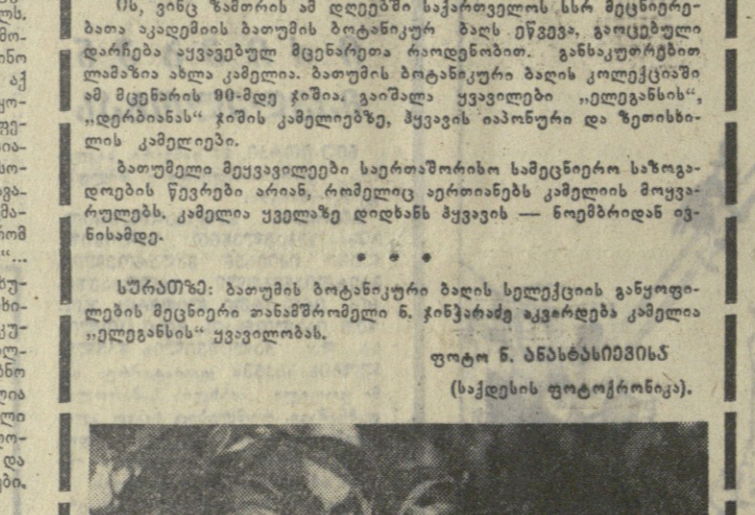 ის, ვინც ზამთრის ამ დღეებში საქართველოს სსრ მეცნიერე-
ბათა აკადემიის ბათუმის ბოტანიკურ ბაღს ეწვევა, გაოცებული
დარჩება აყვავებულ მცენარეთა რაოდენობით. განსაკუთრებით
ლამაზია ახლა კამელია. ბათუმის ბოტანიკური ბაღის კოლექციაში
ამ მცენარის 90-მდე ჯიშია. გაიშალა ყვავილები „ელეგანსის“,
„დერბიანას“ ჯიშის კამელიებზე, ჰყვავის იაპონური და ზეთისხი-
ლის კამელიები.
ბათუმელი მეყვავილეები საერთაშორისო სამეცნიერო საზოგა-
დოების წევრები არიან, რომელიც აერთიანებს კამელიის მოყვა-
რულებს. კამელია ყველაზე დიდხანს ჰყვავის — ნოემბრიდან ივ-
ნისამდე.
* * *
სურათზე: ბათუმის ბოტანიკური ბაღის სელექციის განყოფი-
ლების მეცნიერი თანამშრომელი ნ. ჯინჭარაძე აკვირდება კამელია
„ელეგანსის“ ყვავილობას.
ფოტო ნ. ანასტასიევისა
(საქდესის ფოტოქრონიკა).